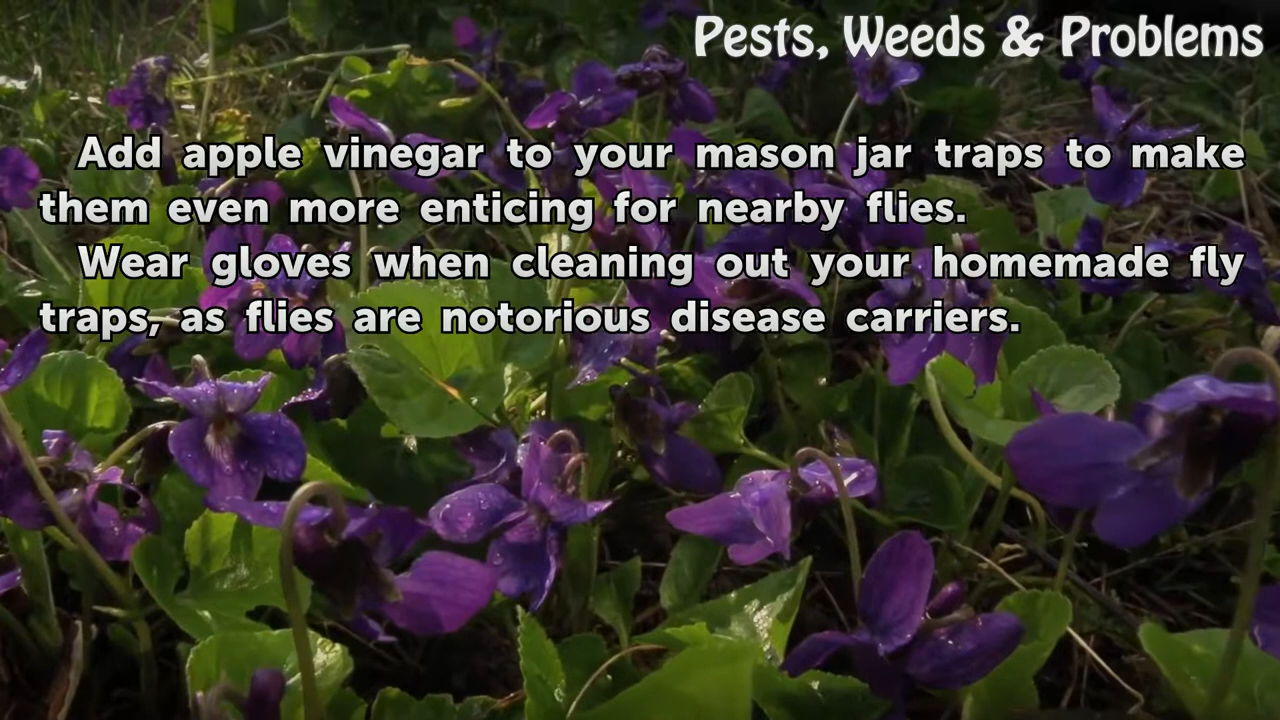 Pests, Weeds & Problems
Add apple vinegar to your mason jar traps to make
them even more enticing for nearby flies.
Wear gloves when cleaning out your homemade fly
traps, as flies are notorious disease carriers.